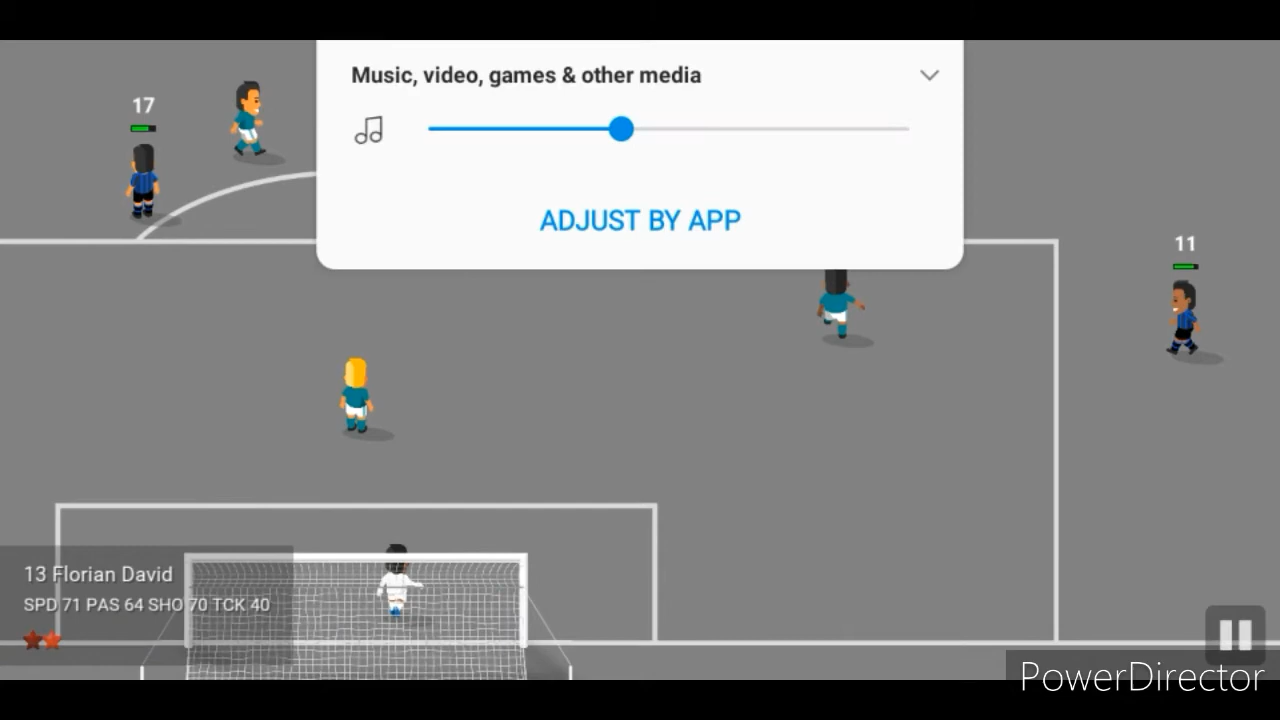 Music, video, games & other media
17
ADJUST BY APP
11
13 Florian David
SPD 71 PAS 64 SHO 70 TCK 40
PowerDirector